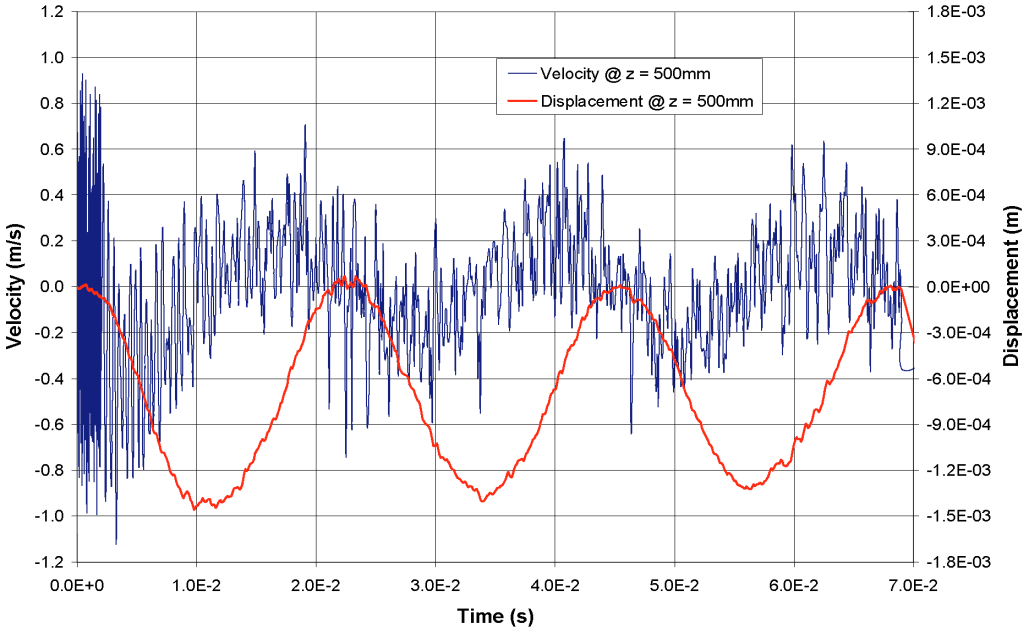 1.2
1.0
0.8
0.6
0.4
0.2
0.0
-0.2
-0.4
-0.6
-0.8
-1.0
-1.2
Velocity (m/s)
Velocity @ z = 500mm
Displacement @ z = 500mm
1.8E-03
1.5E-03
1.2E-03
9.0E-04
6.0E-04
3.0E-04
0.0E+00
-3.0E-04
-6.0E-04
-9.0E-04
-1.2E-03
-1.5E-03
-1.8E-03
Displacement (m)
0.0E+0 1.0E-2 2.0E-2 3.0E-2 4.0E-2 5.0E-2 6.0E-2 7.0E-2
Time (s)